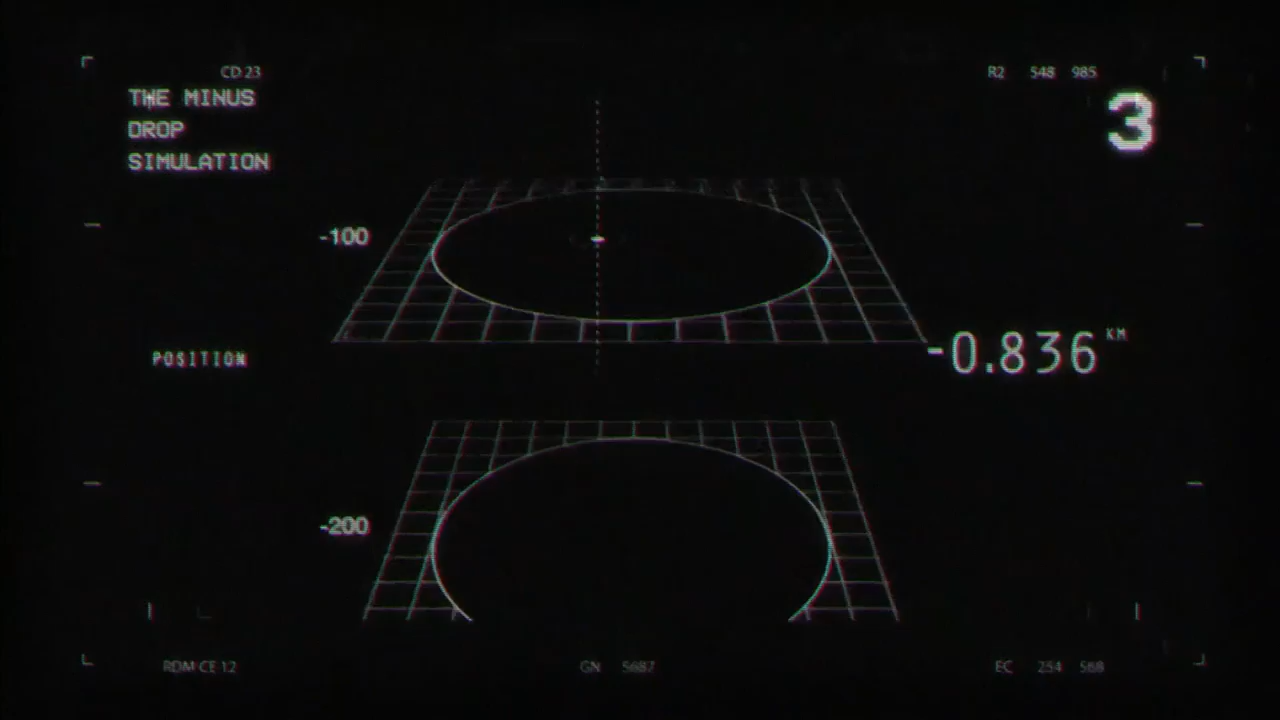 CD 23
R2 548 985
THE MINUS
DROP
SIMULATION
3
-100
-0.836 KM
POSITION
-200
RDM CE 12
GN 5687
EC 254 568